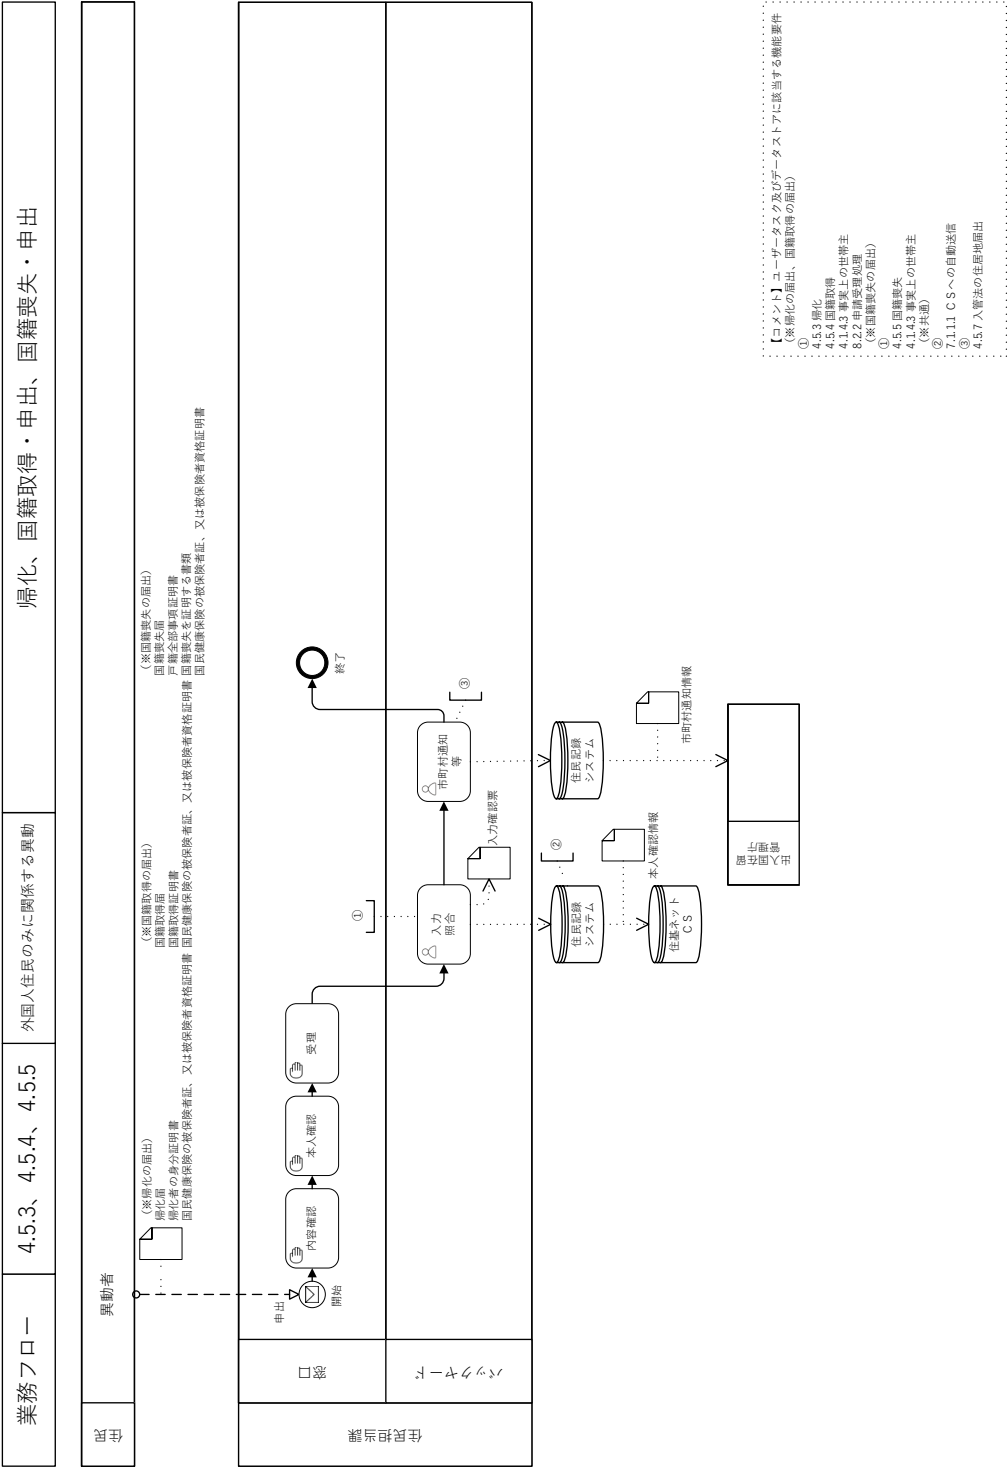 業務フロー
4.5.3、4.5.4、4.5.5
外国人住民のみに関係する異動
帰化、国籍取得・申出、国籍喪失・申出
住民
異動者
(※帰化の届出)
帰化届
帰化者の身分証明書
国民健康保険の被保険者証、又は被保険者資格証明書
(※国籍取得の届出)
国籍取得届
国籍取得証明書
国民健康保険の被保険者証、又は被保険者資格証明書
(※国籍喪失の届出)
国籍喪失届
戸籍全部事項証明書
国籍喪失を証明する書類
国民健康保険の被保険者証、又は被保険者資格証明書
住民担当課
窓口
バックヤード
申出
開始
内容確認
本人確認
受理
①
入力
照合
入力確認票
市町村通知
等
③
終了
住民記録
システム
②
本人確認情報
住基ネット
CS
住民記録
システム
市町村通知情報
出入国在留
管理庁
【コメント】ユーザータスク及びデータストアに該当する機能要件
(※帰化の届出、国籍取得の届出)
①
4.5.3 帰化
4.5.4 国籍取得
4.1.4.3 事実上の世帯主
8.2.2 申請受理処理
(※国籍喪失の届出)
①
4.5.5 国籍喪失
4.1.4.3 事実上の世帯主
(※共通)
②
7.1.1.1 CSへの自動送信
③
4.5.7 入管法の住居地届出